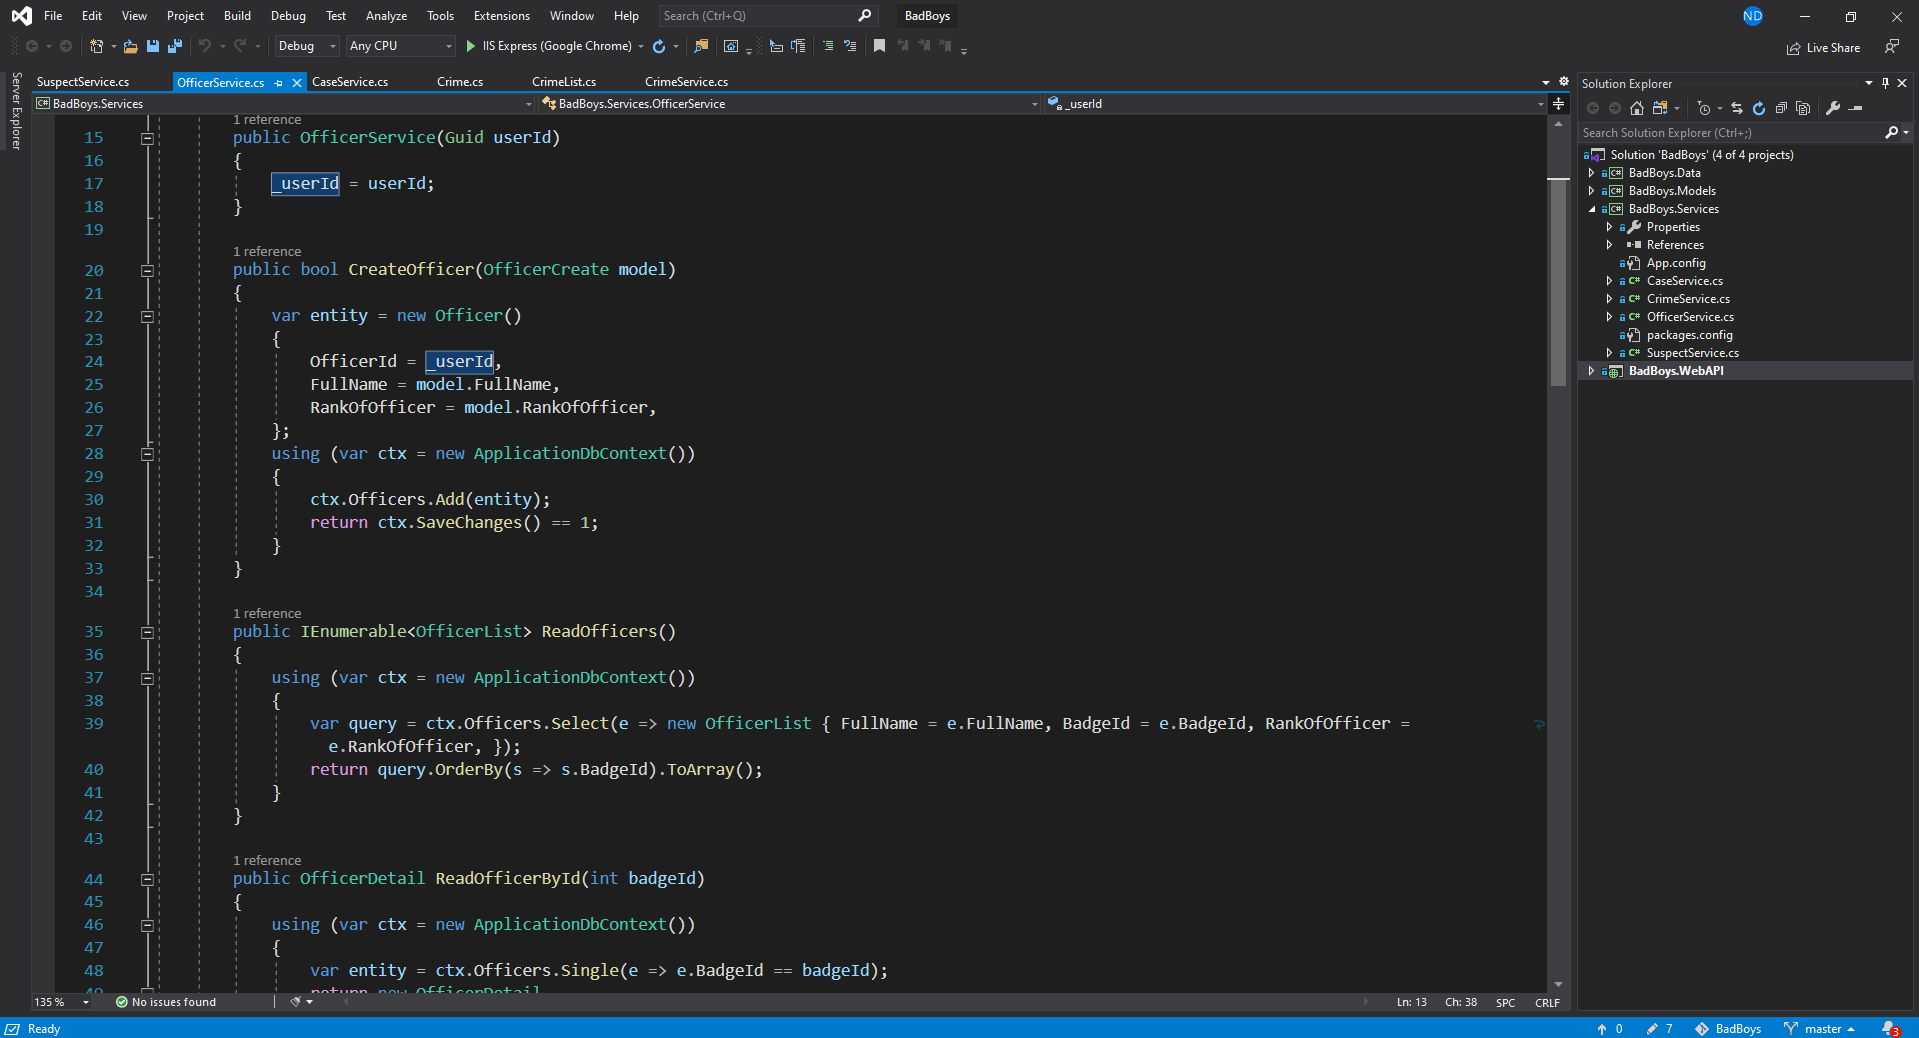 File Edit View Project Build Debug Test Analyze Tools Extensions Window Help Search (Ctrl+Q) BadBoys ND
Debug Any CPU IIS Express (Google Chrome) Live Share
Server Explorer
SuspectService.cs OfficerService.cs CaseService.cs Crime.cs CrimeList.cs CrimeService.cs
BadBoys.Services BadBoys.Services.OfficerService _userId
1 reference
15 public OfficerService(Guid userId)
16 {
17 _userId = userId;
18 }
19
1 reference
20 public bool CreateOfficer(OfficerCreate model)
21 {
22 var entity = new Officer()
23 {
24 OfficerId = _userId,
25 FullName = model.FullName,
26 RankOfOfficer = model.RankOfOfficer,
27 };
28 using (var ctx = new ApplicationDbContext())
29 {
30 ctx.Officers.Add(entity);
31 return ctx.SaveChanges() == 1;
32 }
33 }
34
1 reference
35 public IEnumerable<OfficerList> ReadOfficers()
36 {
37 using (var ctx = new ApplicationDbContext())
38 {
39 var query = ctx.Officers.Select(e => new OfficerList { FullName = e.FullName, BadgeId = e.BadgeId, RankOfOfficer =
e.RankOfOfficer, });
40 return query.OrderBy(s => s.BadgeId).ToArray();
41 }
42 }
43
1 reference
44 public OfficerDetail ReadOfficerById(int badgeId)
45 {
46 using (var ctx = new ApplicationDbContext())
47 {
48 var entity = ctx.Officers.Single(e => e.BadgeId == badgeId);
49 return new OfficerDetail
135 % No issues found Ln: 13 Ch: 38 SPC CRLF
Solution Explorer
Search Solution Explorer (Ctrl+;)
Solution 'BadBoys' (4 of 4 projects)
C# BadBoys.Data
C# BadBoys.Models
C# BadBoys.Services
Properties
References
App.config
C# CaseService.cs
C# CrimeService.cs
C# OfficerService.cs
packages.config
C# SuspectService.cs
BadBoys.WebAPI
Ready 0 7 BadBoys master 3